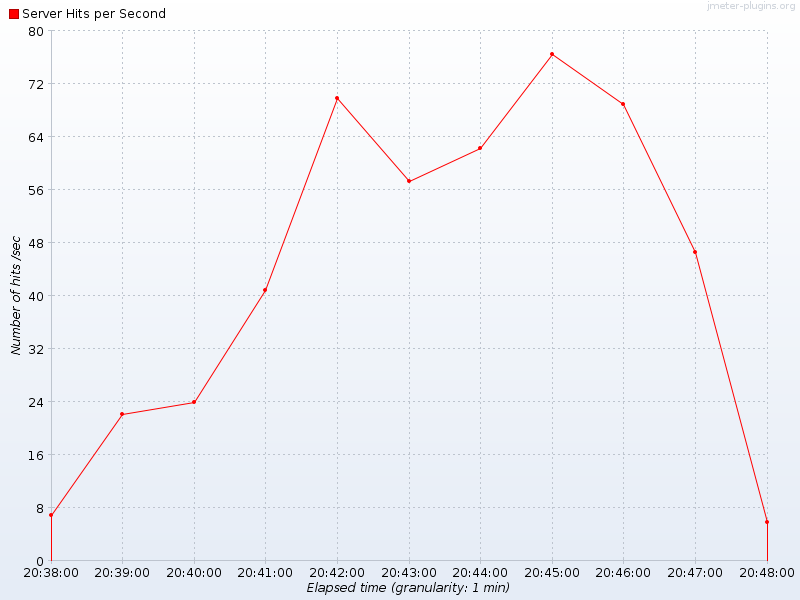 jmeter-plugins.org
Server Hits per Second
80
72
64
56
48
40
32
24
16
8
0
Number of hits /sec
20:38:00 20:39:00 20:40:00 20:41:00 20:42:00 20:43:00 20:44:00 20:45:00 20:46:00 20:47:00 20:48:00
Elapsed time (granularity: 1 min)